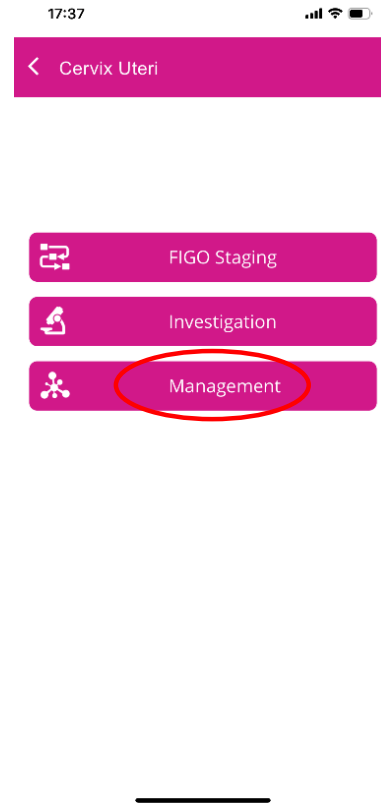 17:37
Cervix Uteri
FIGO Staging
Investigation
Management